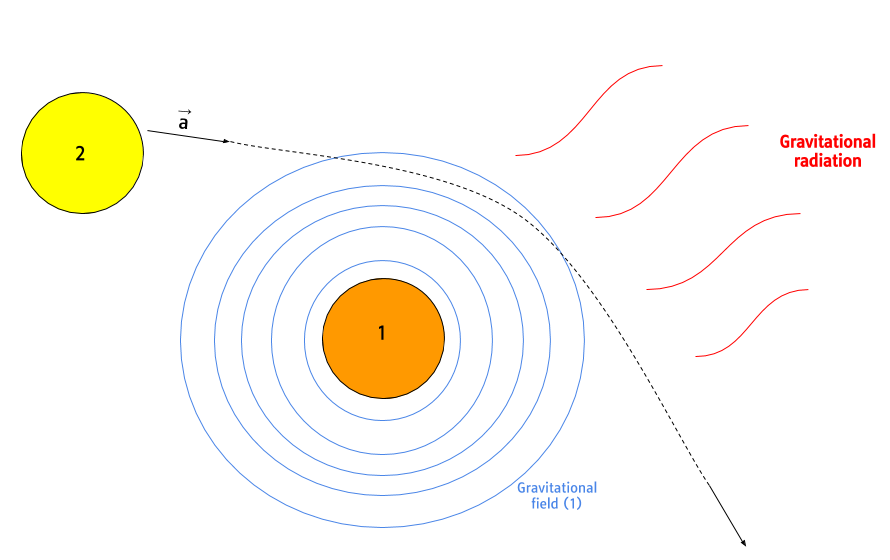 2
a
Gravitational
radiation
1
Gravitational
field (1)